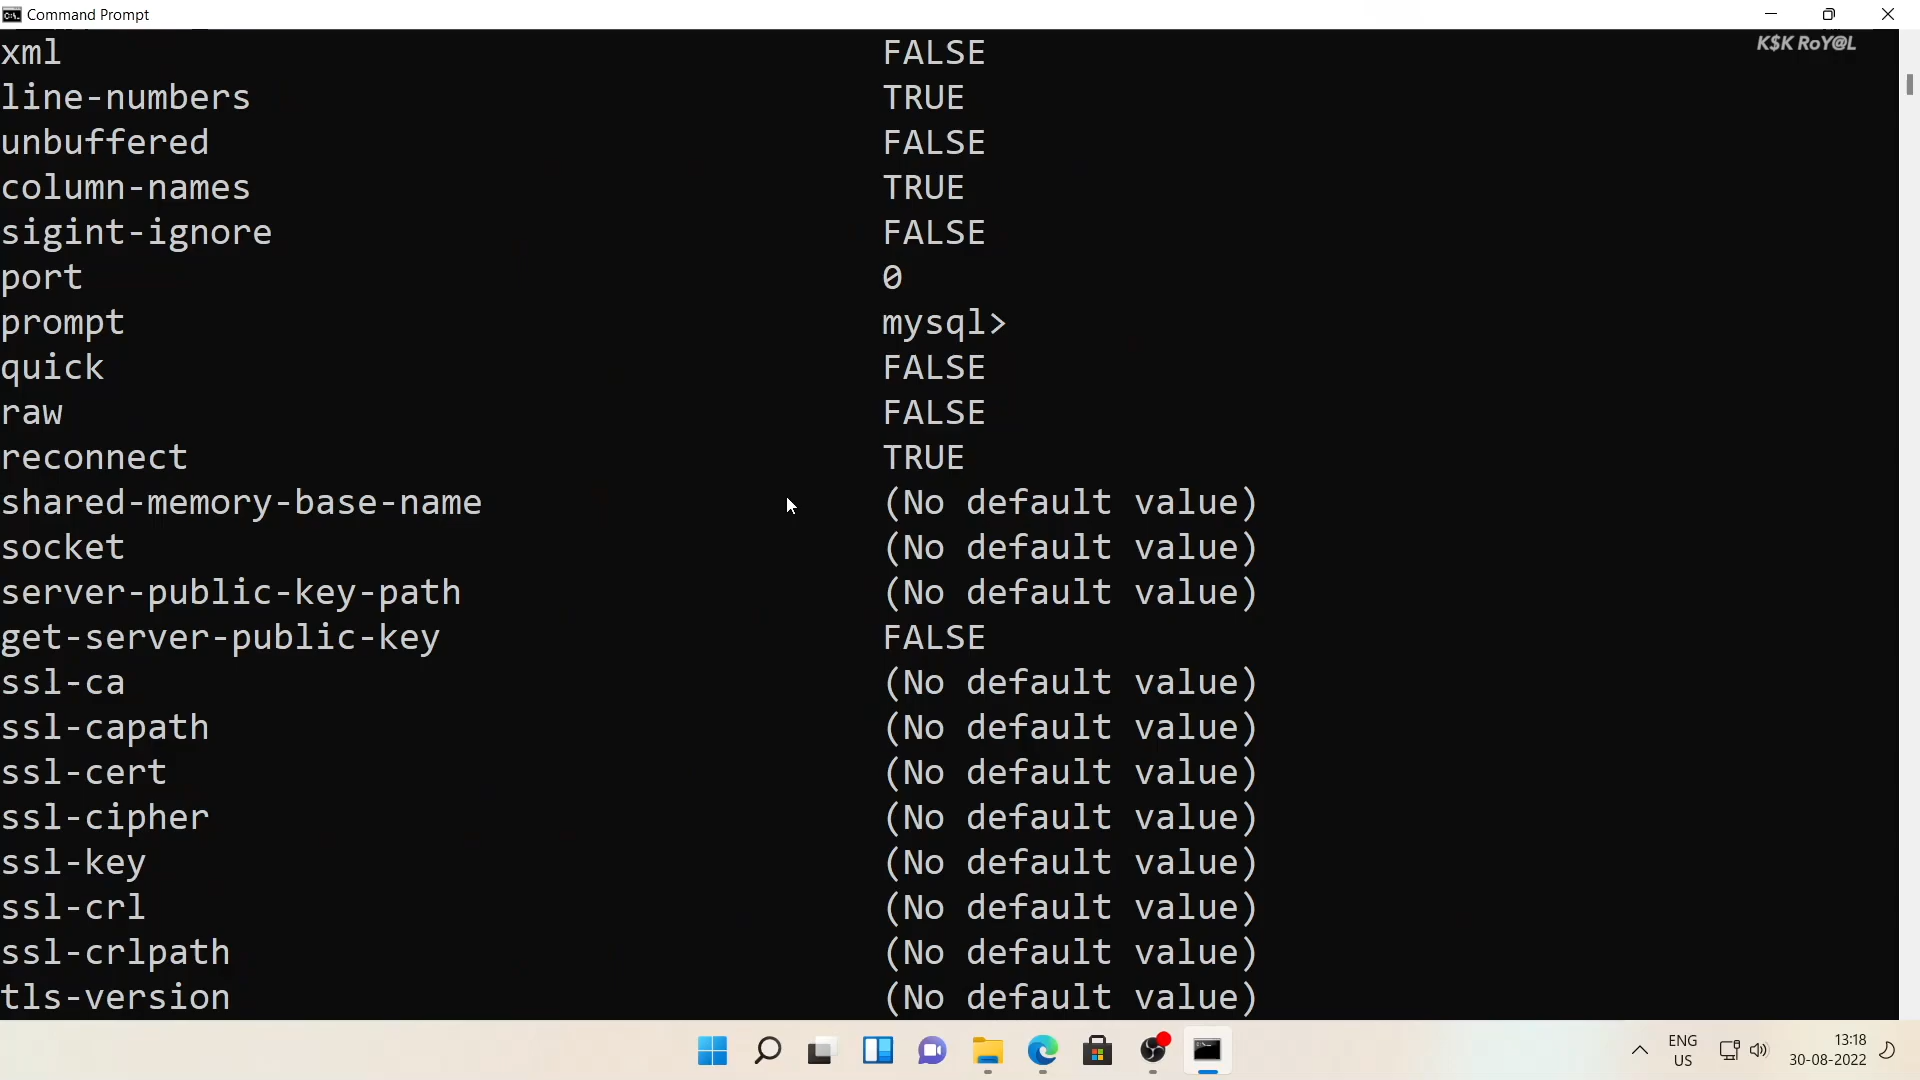 Command Prompt
K$K RoY@L
xml FALSE
line-numbers TRUE
unbuffered FALSE
column-names TRUE
sigint-ignore FALSE
port 0
prompt mysql>
quick FALSE
raw FALSE
reconnect TRUE
shared-memory-base-name (No default value)
socket (No default value)
server-public-key-path (No default value)
get-server-public-key FALSE
ssl-ca (No default value)
ssl-capath (No default value)
ssl-cert (No default value)
ssl-cipher (No default value)
ssl-key (No default value)
ssl-crl (No default value)
ssl-crlpath (No default value)
tls-version (No default value)
ENG
US
13:18
30-08-2022